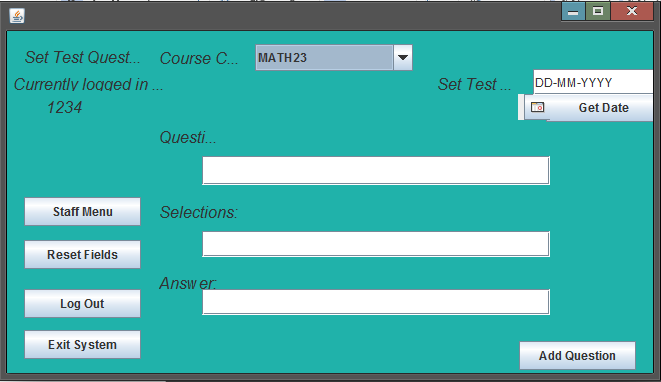 Set Test Quest...
Course C...
MATH23
Currently logged in ...
Set Test ...
DD-MM-YYYY
1234
Get Date
Questi...
Staff Menu
Selections:
Reset Fields
Answer:
Log Out
Exit System
Add Question